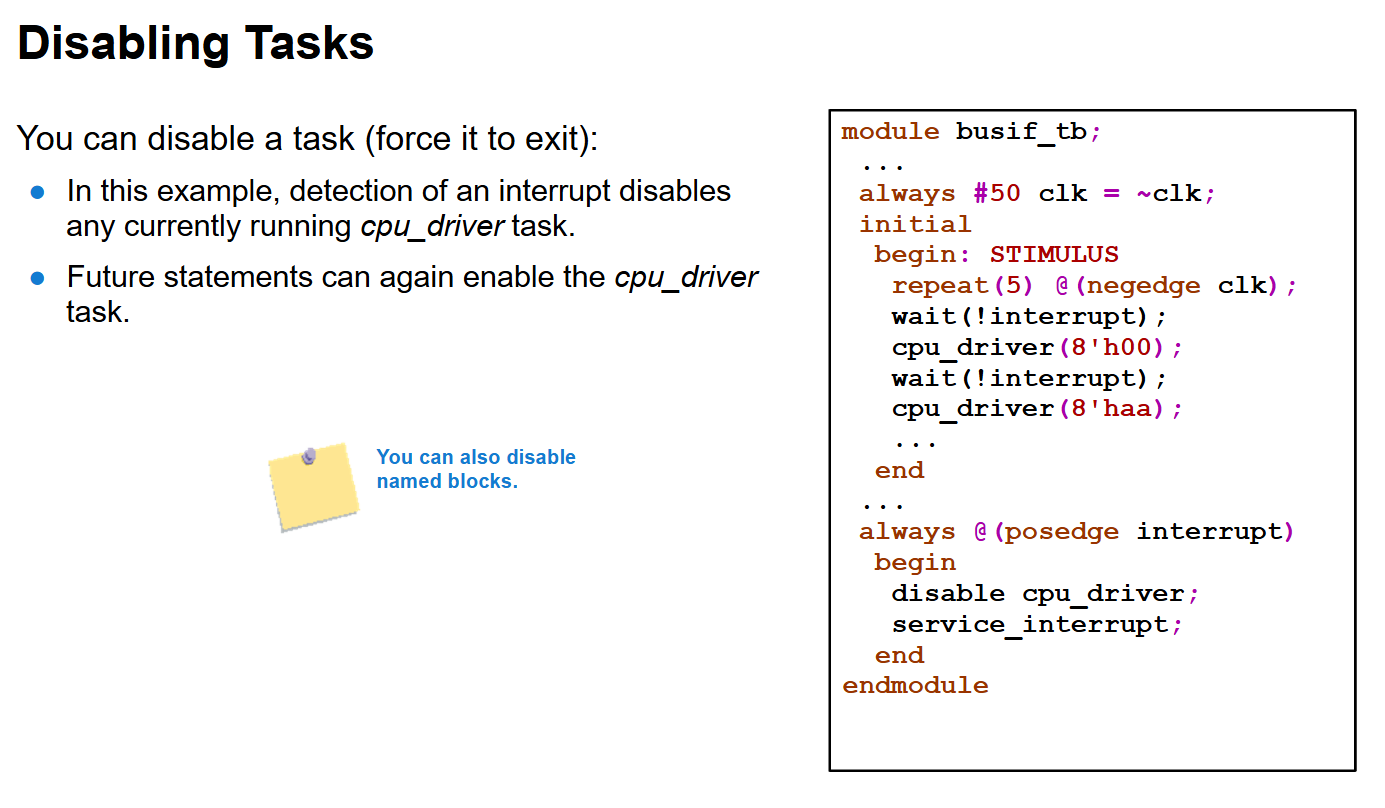 Disabling Tasks
You can disable a task (force it to exit):
● In this example, detection of an interrupt disables
any currently running cpu_driver task.
● Future statements can again enable the cpu_driver
task.
You can also disable
named blocks.
module busif_tb;
...
always #50 clk = ~clk;
initial
begin: STIMULUS
repeat(5) @(negedge clk);
wait(!interrupt);
cpu_driver(8'h00);
wait(!interrupt);
cpu_driver(8'haa);
...
end
...
always @(posedge interrupt)
begin
disable cpu_driver;
service_interrupt;
end
endmodule